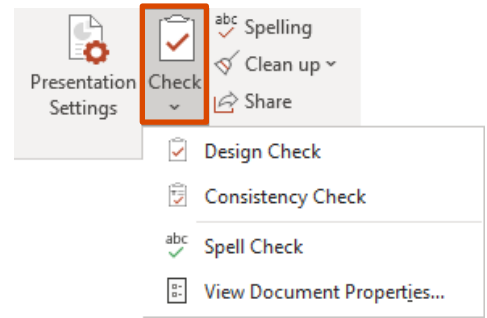 abc Spelling
Clean up
Presentation Settings
Check
Share
Design Check
Consistency Check
abc Spell Check
View Document Properties...